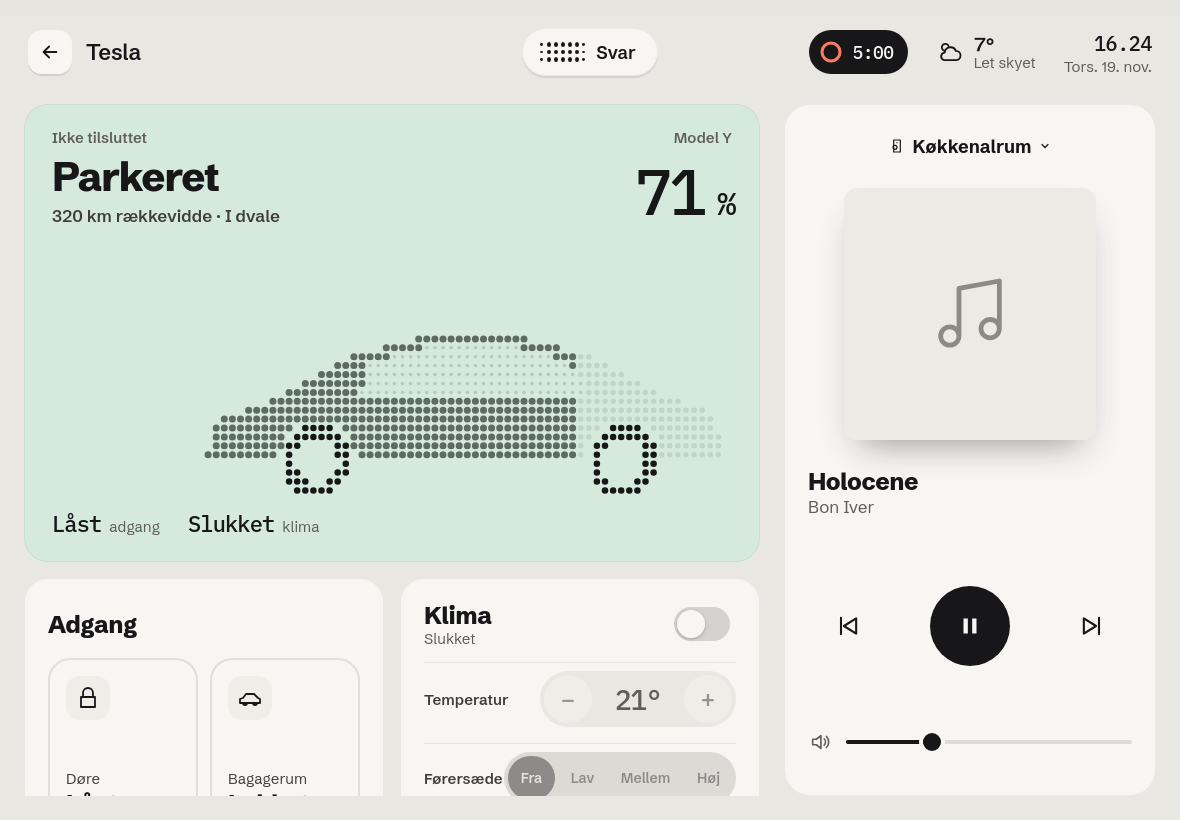 Tesla
Svar
5:00
7°
Let skyet
16.24
Tors. 19. nov.
Ikke tilsluttet
Model Y
Parkeret
71 %
320 km rækkevidde · I dvale
Låst adgang
Slukket klima
Køkkenalrum
Holocene
Bon Iver
Adgang
Døre
Bagagerum
Klima
Slukket
Temperatur
− 21° +
Førersæde
Fra Lav Mellem Høj